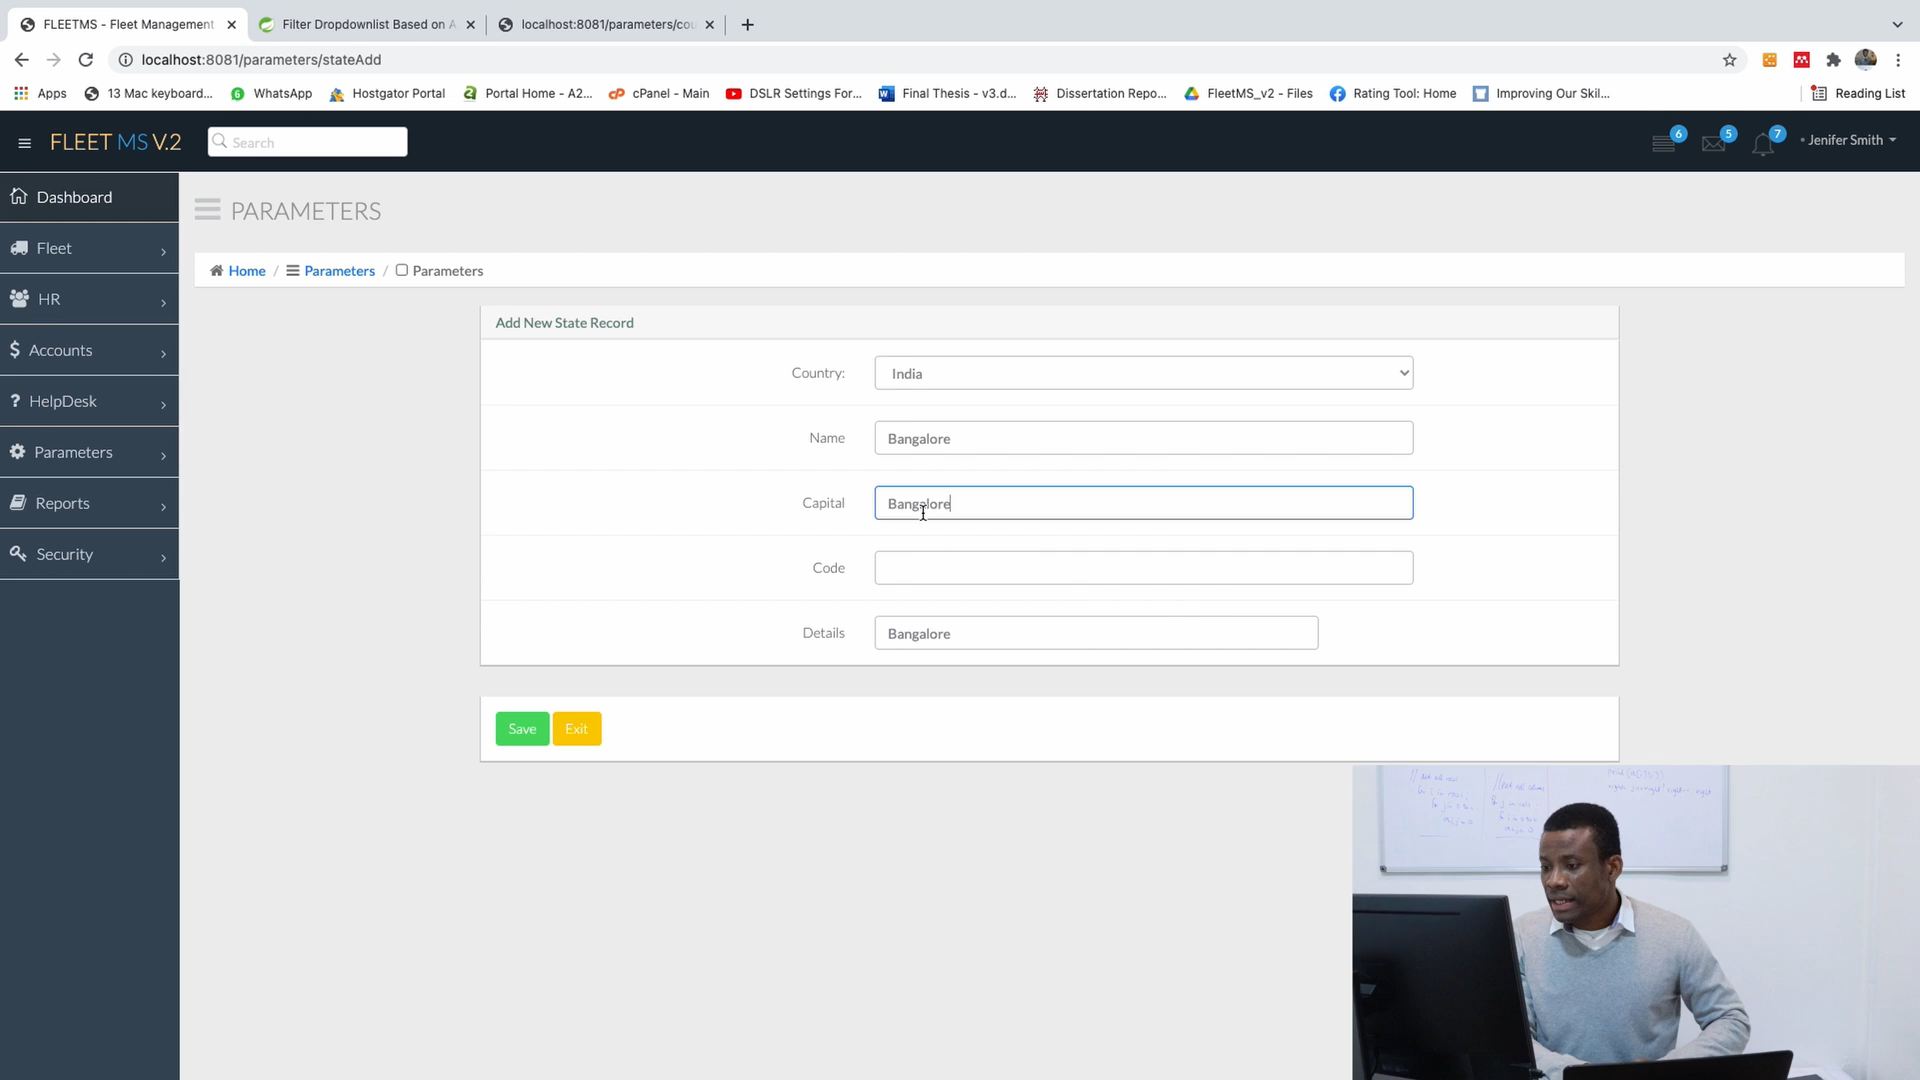 FLEETMS - Fleet Management
Filter Dropdownlist Based on A
localhost:8081/parameters/cou
localhost:8081/parameters/stateAdd
Apps
13 Mac keyboard...
WhatsApp
Hostgator Portal
Portal Home - A2...
cPanel - Main
DSLR Settings For...
Final Thesis - v3.d...
Dissertation Repo...
FleetMS_v2 - Files
Rating Tool: Home
Improving Our Skil...
Reading List
FLEET MS V.2
Search
6
5
7
Jenifer Smith
Dashboard
Fleet
HR
Accounts
HelpDesk
Parameters
Reports
Security
PARAMETERS
Home / Parameters / Parameters
Add New State Record
Country: India
Name Bangalore
Capital Bangalore
Code
Details Bangalore
Save Exit